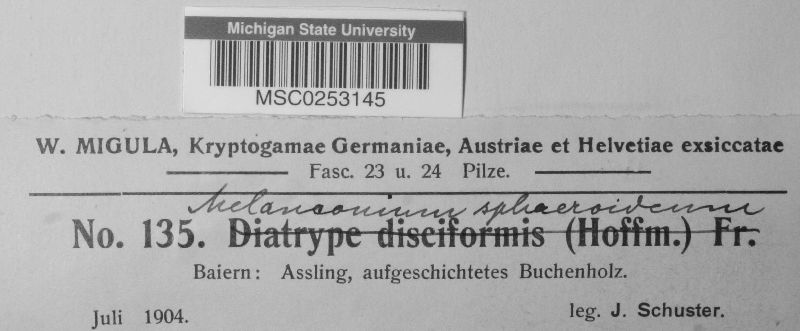 Michigan State University
MSC0253145
W. MIGULA, Kryptogamae Germaniae, Austriae et Helvetiae exsiccatae
Fasc. 23 u. 24 Pilze.
Melanconium sphaeroideum
No. 135. Diatrype disciformis (Hoffm.) Fr.
Baiern: Assling, aufgeschichtetes Buchenholz.
Juli 1904. leg. J. Schuster.